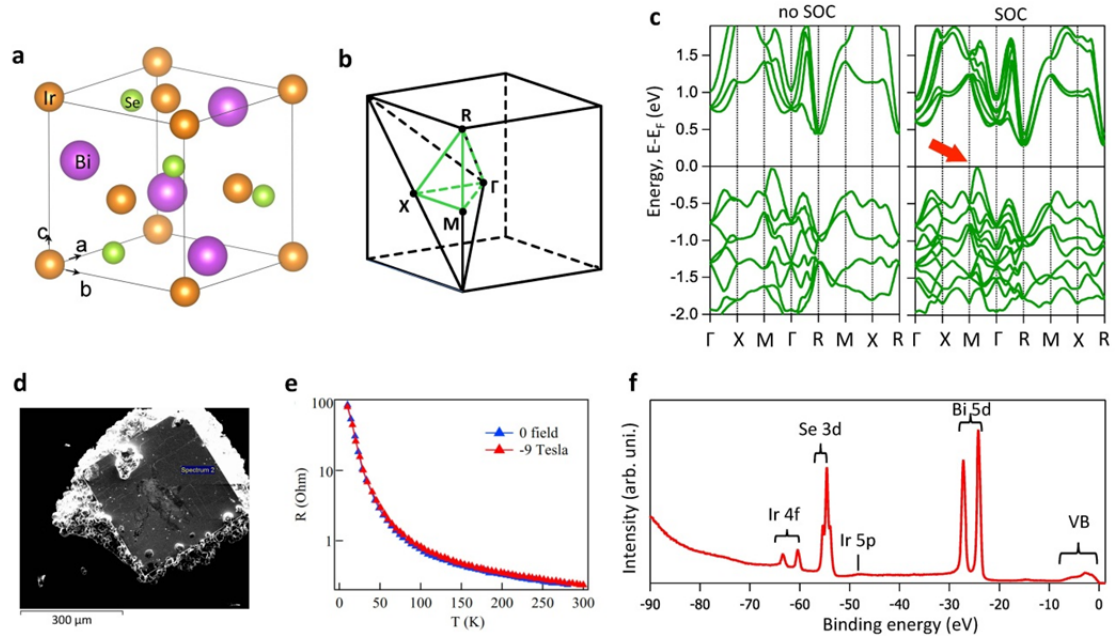 a
Ir
Se
Bi
c
a
b
b
R
Γ
X
M
c
no SOC
SOC
Energy, E-E_F (eV)
1.5
1.0
0.5
0.0
-0.5
-1.0
-1.5
-2.0
Γ X M Γ R M X R
Γ X M Γ R M X R
d
Spectrum 2
300 µm
e
R (Ohm)
100
10
1
0 field
-9 Tesla
0 50 100 150 200 250 300
T (K)
f
Intensity (arb. uni.)
Ir 4f
Se 3d
Ir 5p
Bi 5d
VB
-90 -80 -70 -60 -50 -40 -30 -20 -10 0
Binding energy (eV)